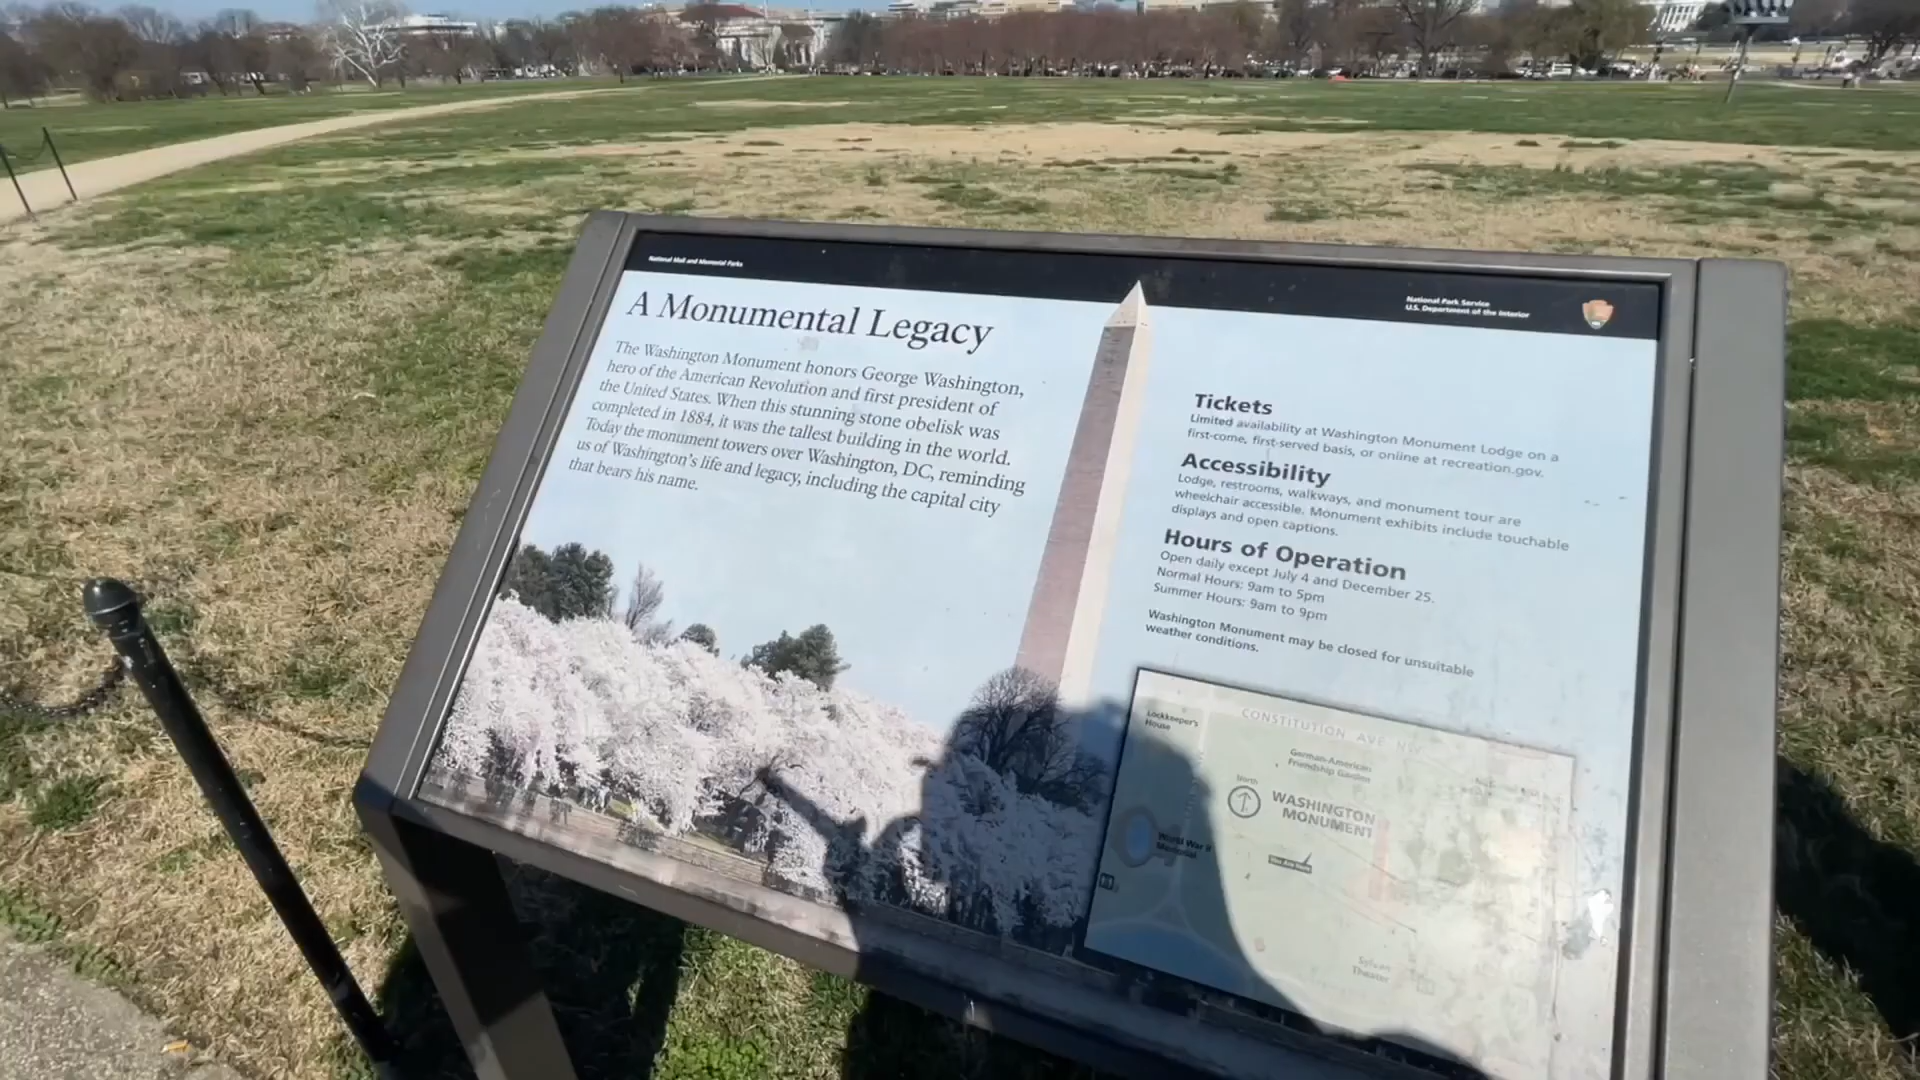 National Mall and Memorial Parks
National Park Service
U.S. Department of the Interior
A Monumental Legacy
The Washington Monument honors George Washington,
hero of the American Revolution and first president of
the United States. When this stunning stone obelisk was
completed in 1884, it was the tallest building in the world.
Today the monument towers over Washington, DC, reminding
us of Washington's life and legacy, including the capital city
that bears his name.
Tickets
Limited availability at Washington Monument Lodge on a
first-come, first-served basis, or online at recreation.gov.
Accessibility
Lodge, restrooms, walkways, and monument tour are
wheelchair accessible. Monument exhibits include touchable
displays and open captions.
Hours of Operation
Open daily except July 4 and December 25.
Normal Hours: 9am to 5pm
Summer Hours: 9am to 9pm
Washington Monument may be closed for unsuitable
weather conditions.
CONSTITUTION AVE NW
Lockkeeper's
House
German-American
Friendship Garden
North
WASHINGTON
MONUMENT
World War II
Memorial
You Are Here
Sylvan
Theater